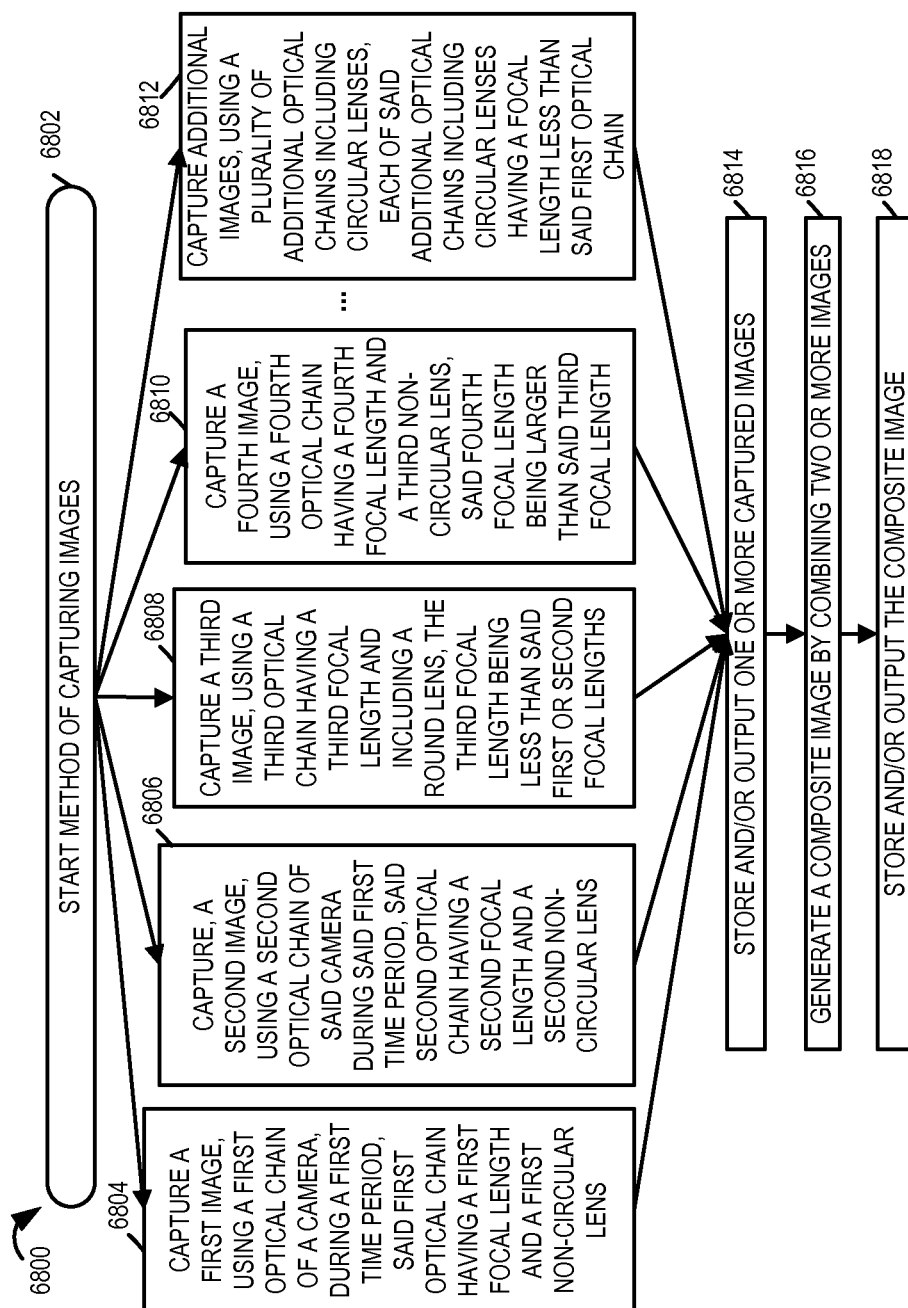 6800
START METHOD OF CAPTURING IMAGES
6802
6804
CAPTURE A
FIRST IMAGE,
USING A FIRST
OPTICAL CHAIN
OF A CAMERA,
DURING A FIRST
TIME PERIOD,
SAID FIRST
OPTICAL CHAIN
HAVING A FIRST
FOCAL LENGTH
AND A FIRST
NON-CIRCULAR
LENS
6806
CAPTURE, A
SECOND IMAGE,
USING A SECOND
OPTICAL CHAIN OF
SAID CAMERA
DURING SAID FIRST
TIME PERIOD, SAID
SECOND OPTICAL
CHAIN HAVING A
SECOND FOCAL
LENGTH AND A
SECOND NON-
CIRCULAR LENS
6808
CAPTURE A THIRD
IMAGE, USING A
THIRD OPTICAL
CHAIN HAVING A
THIRD FOCAL
LENGTH AND
INCLUDING A
ROUND LENS, THE
THIRD FOCAL
LENGTH BEING
LESS THAN SAID
FIRST OR SECOND
FOCAL LENGTHS
6810
CAPTURE A
FOURTH IMAGE,
USING A FOURTH
OPTICAL CHAIN
HAVING A FOURTH
FOCAL LENGTH AND
A THIRD NON-
CIRCULAR LENS,
SAID FOURTH
FOCAL LENGTH
BEING LARGER
THAN SAID THIRD
FOCAL LENGTH
...
6812
CAPTURE ADDITIONAL
IMAGES, USING A
PLURALITY OF
ADDITIONAL OPTICAL
CHAINS INCLUDING
CIRCULAR LENSES,
EACH OF SAID
ADDITIONAL OPTICAL
CHAINS INCLUDING
CIRCULAR LENSES
HAVING A FOCAL
LENGTH LESS THAN
SAID FIRST OPTICAL
CHAIN
STORE AND/OR OUTPUT ONE OR MORE CAPTURED IMAGES
6814
GENERATE A COMPOSITE IMAGE BY COMBINING TWO OR MORE IMAGES
6816
STORE AND/OR OUTPUT THE COMPOSITE IMAGE
6818